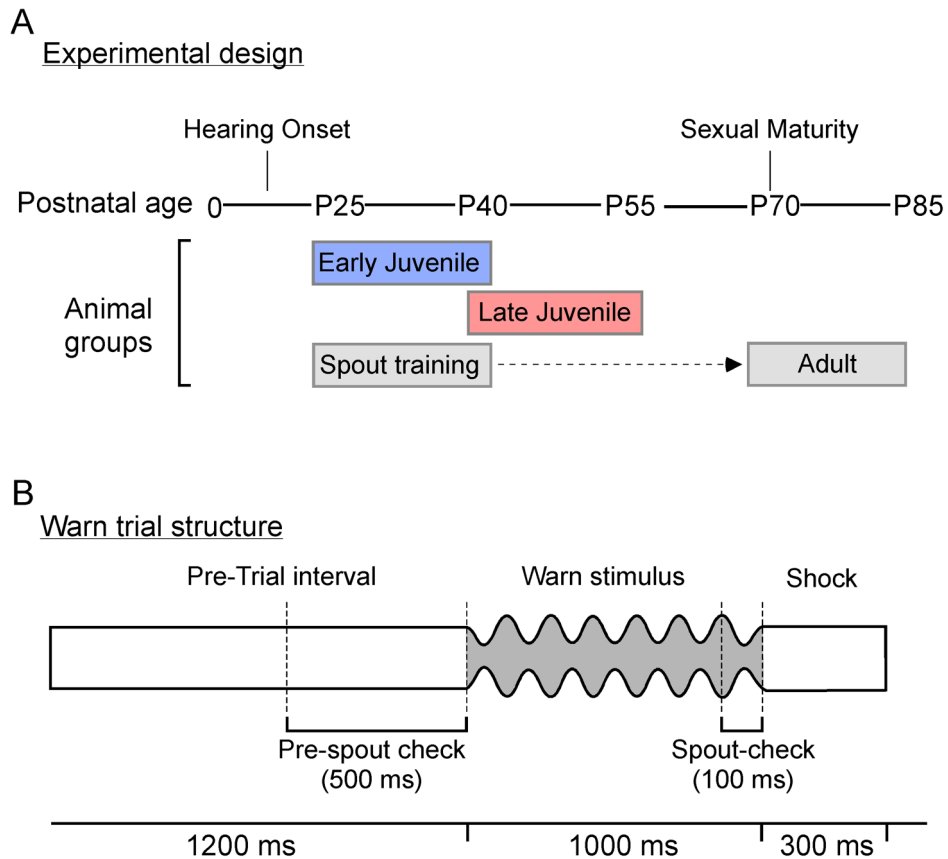 A
Experimental design
Hearing Onset
Sexual Maturity
Postnatal age 0 P25 P40 P55 P70 P85
Early Juvenile
Animal
groups
Late Juvenile
Spout training
Adult
B
Warn trial structure
Pre-Trial interval
Warn stimulus
Shock
Pre-spout check
(500 ms)
Spout-check
(100 ms)
1200 ms
1000 ms
300 ms